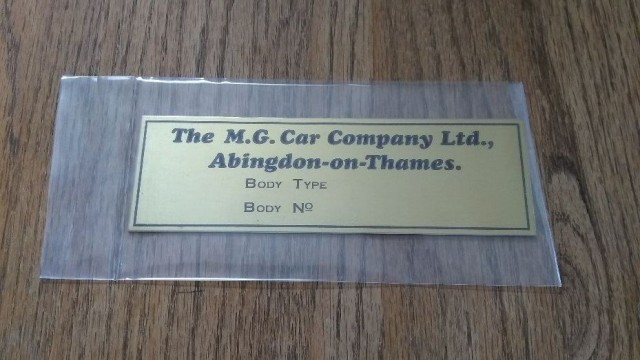 The M.G. Car Company Ltd.,
Abingdon-on-Thames.
Body Type
Body Nº